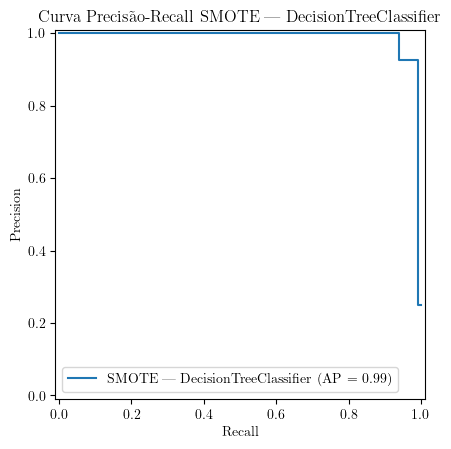 Curva Precisão-Recall SMOTE — DecisionTreeClassifier
1.0
0.8
0.6
0.4
0.2
0.0
Precision
SMOTE — DecisionTreeClassifier (AP = 0.99)
0.0 0.2 0.4 0.6 0.8 1.0
Recall